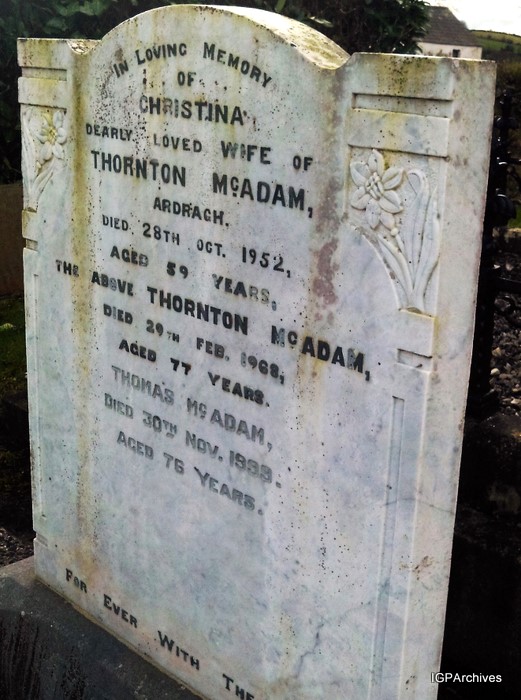 IN LOVING MEMORY
OF
CHRISTINA,
DEARLY LOVED WIFE OF
THORNTON McADAM,
ARDRAGH.
DIED 28TH OCT. 1952,
AGED 59 YEARS,
THE ABOVE THORNTON McADAM,
DIED 29TH FEB. 1968,
AGED 77 YEARS.
THOMAS McADAM,
DIED 30TH NOV. 1999.
AGED 76 YEARS.
FOR EVER WITH THE
IGPArchives